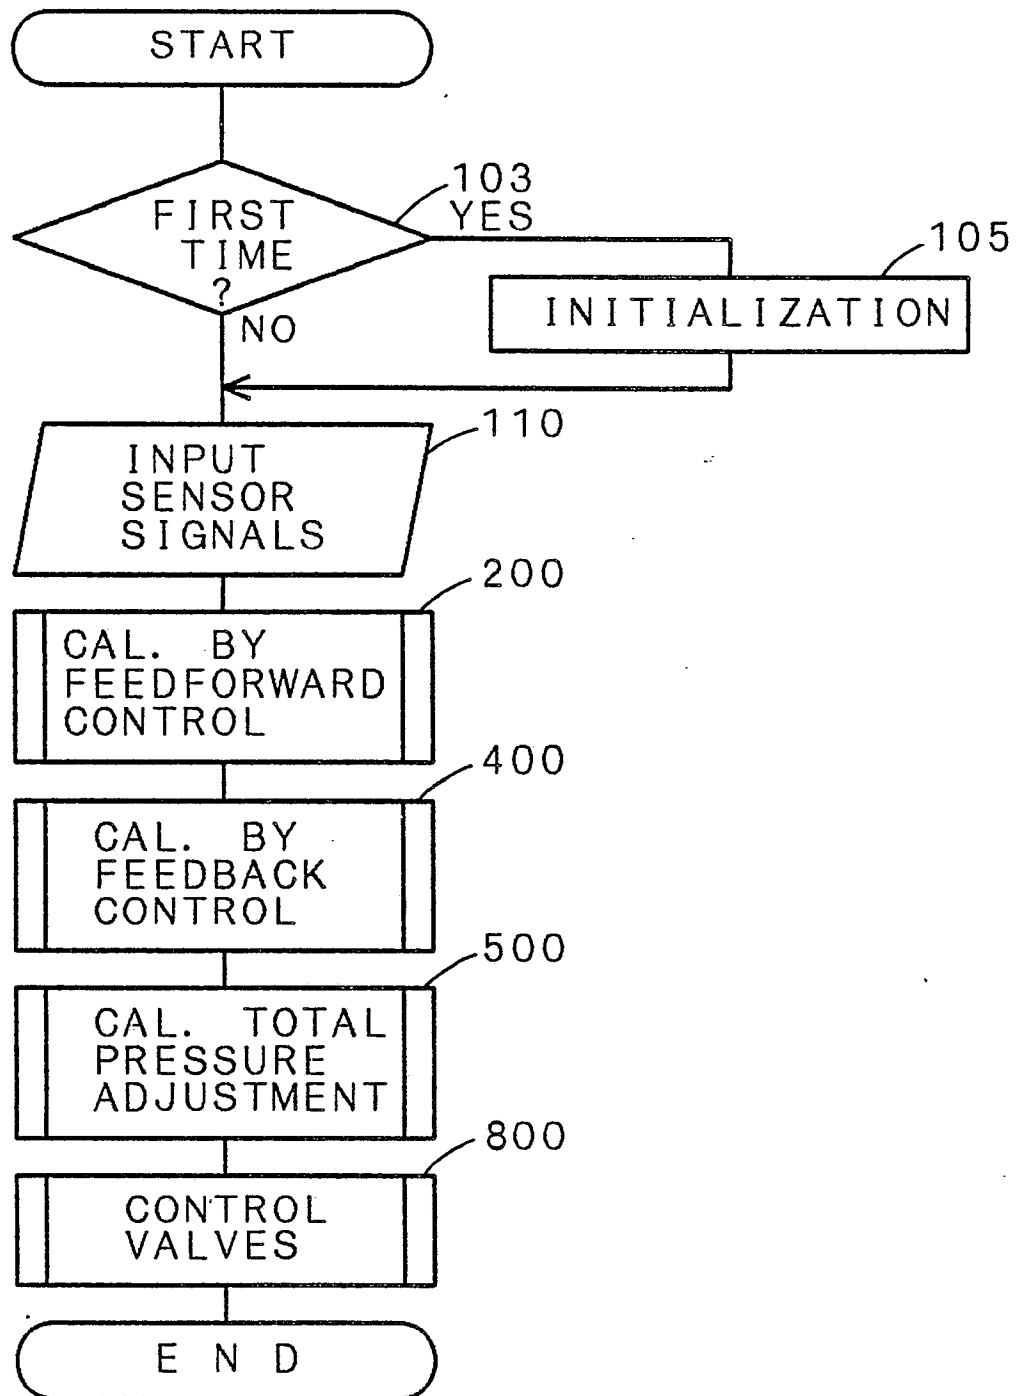 START
103
FIRST
YES
TIME
?
105
INITIALIZATION
NO
110
INPUT
SENSOR
SIGNALS
200
CAL. BY
FEEDFORWARD
CONTROL
400
CAL. BY
FEEDBACK
CONTROL
500
CAL. TOTAL
PRESSURE
ADJUSTMENT
800
CONTROL
VALVES
END